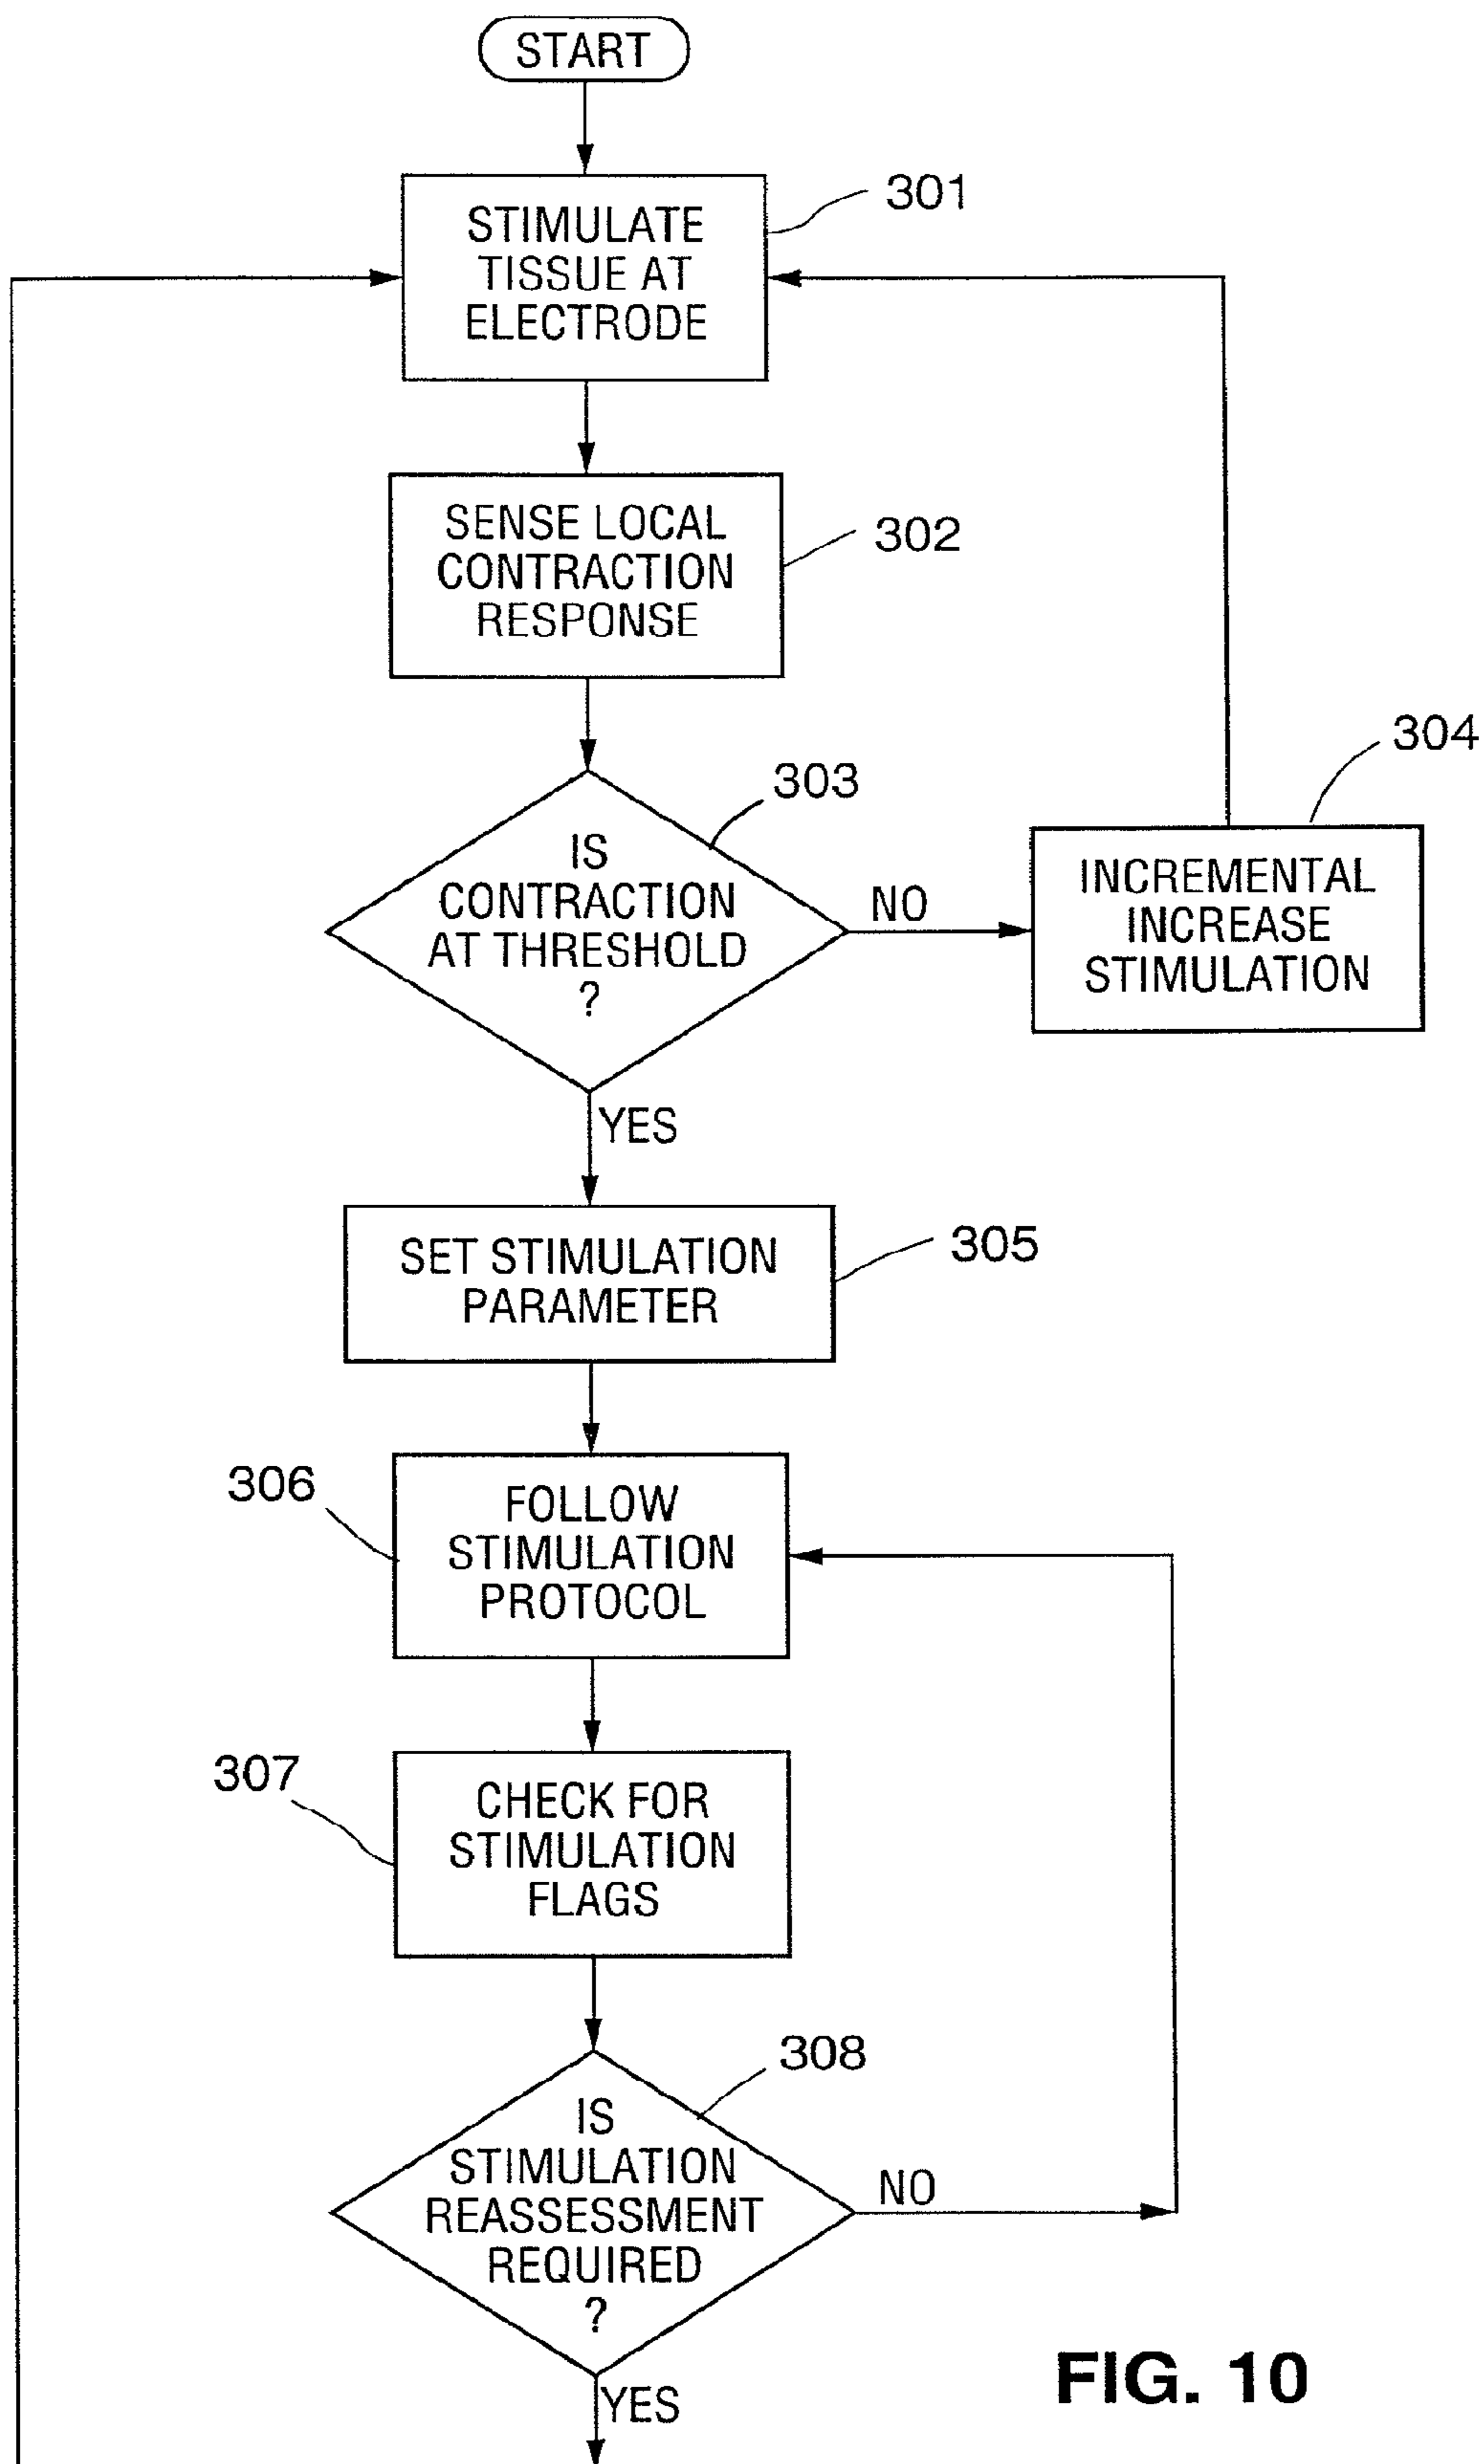 START
301
STIMULATE
TISSUE AT
ELECTRODE
SENSE LOCAL
CONTRACTION
RESPONSE
302
303
304
IS
CONTRACTION
AT THRESHOLD
?
NO
INCREMENTAL
INCREASE
STIMULATION
YES
SET STIMULATION
PARAMETER
305
306
FOLLOW
STIMULATION
PROTOCOL
307
CHECK FOR
STIMULATION
FLAGS
308
IS
STIMULATION
REASSESSMENT
REQUIRED
?
NO
YES
FIG. 10